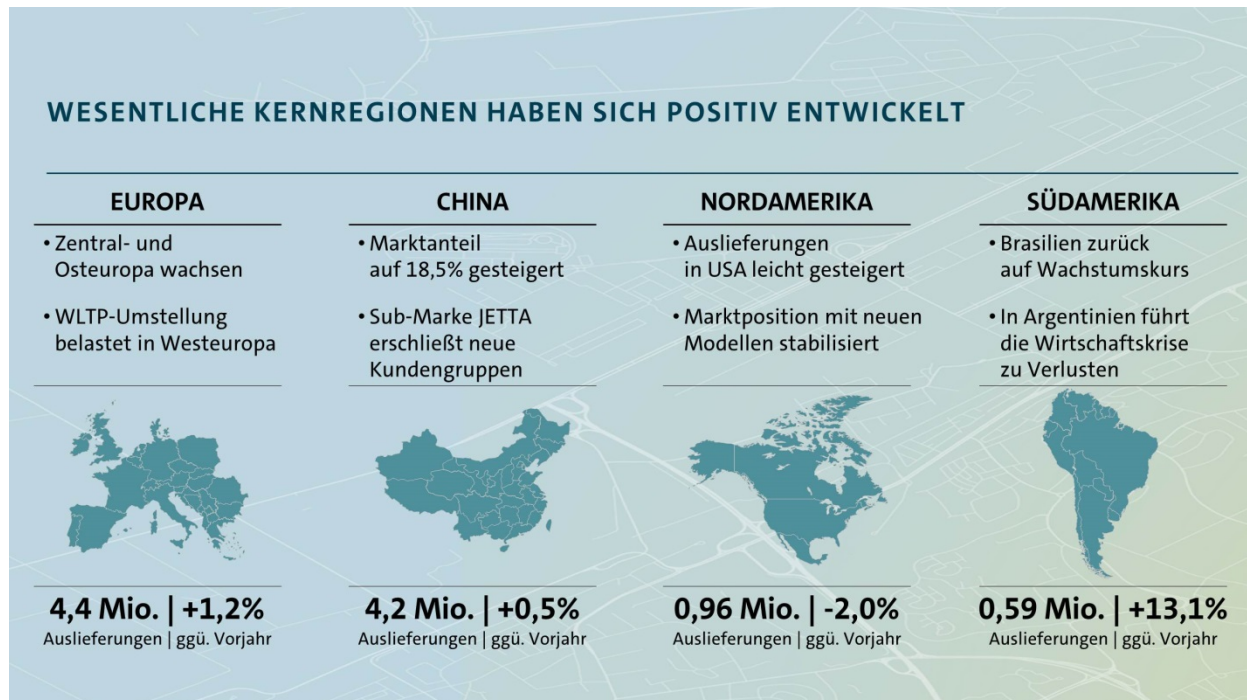 WESENTLICHE KERNREGIONEN HABEN SICH POSITIV ENTWICKELT
EUROPA
• Zentral- und
Osteuropa wachsen
• WLTP-Umstellung
belastet in Westeuropa
4,4 Mio. | +1,2%
Auslieferungen | ggü. Vorjahr
CHINA
• Marktanteil
auf 18,5% gesteigert
• Sub-Marke JETTA
erschließt neue
Kundengruppen
4,2 Mio. | +0,5%
Auslieferungen | ggü. Vorjahr
NORDAMERIKA
• Auslieferungen
in USA leicht gesteigert
• Marktposition mit neuen
Modellen stabilisiert
0,96 Mio. | -2,0%
Auslieferungen | ggü. Vorjahr
SÜDAMERIKA
• Brasilien zurück
auf Wachstumskurs
• In Argentinien führt
die Wirtschaftskrise
zu Verlusten
0,59 Mio. | +13,1%
Auslieferungen | ggü. Vorjahr